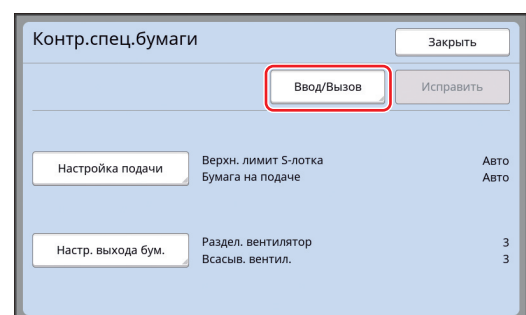 Контр.спец.бумаги
Закрыть
Ввод/Вызов
Исправить
Настройка подачи
Верхн. лимит S-лотка Авто
Бумага на подаче Авто
Настр. выхода бум.
Раздел. вентилятор 3
Всасыв. вентил. 3